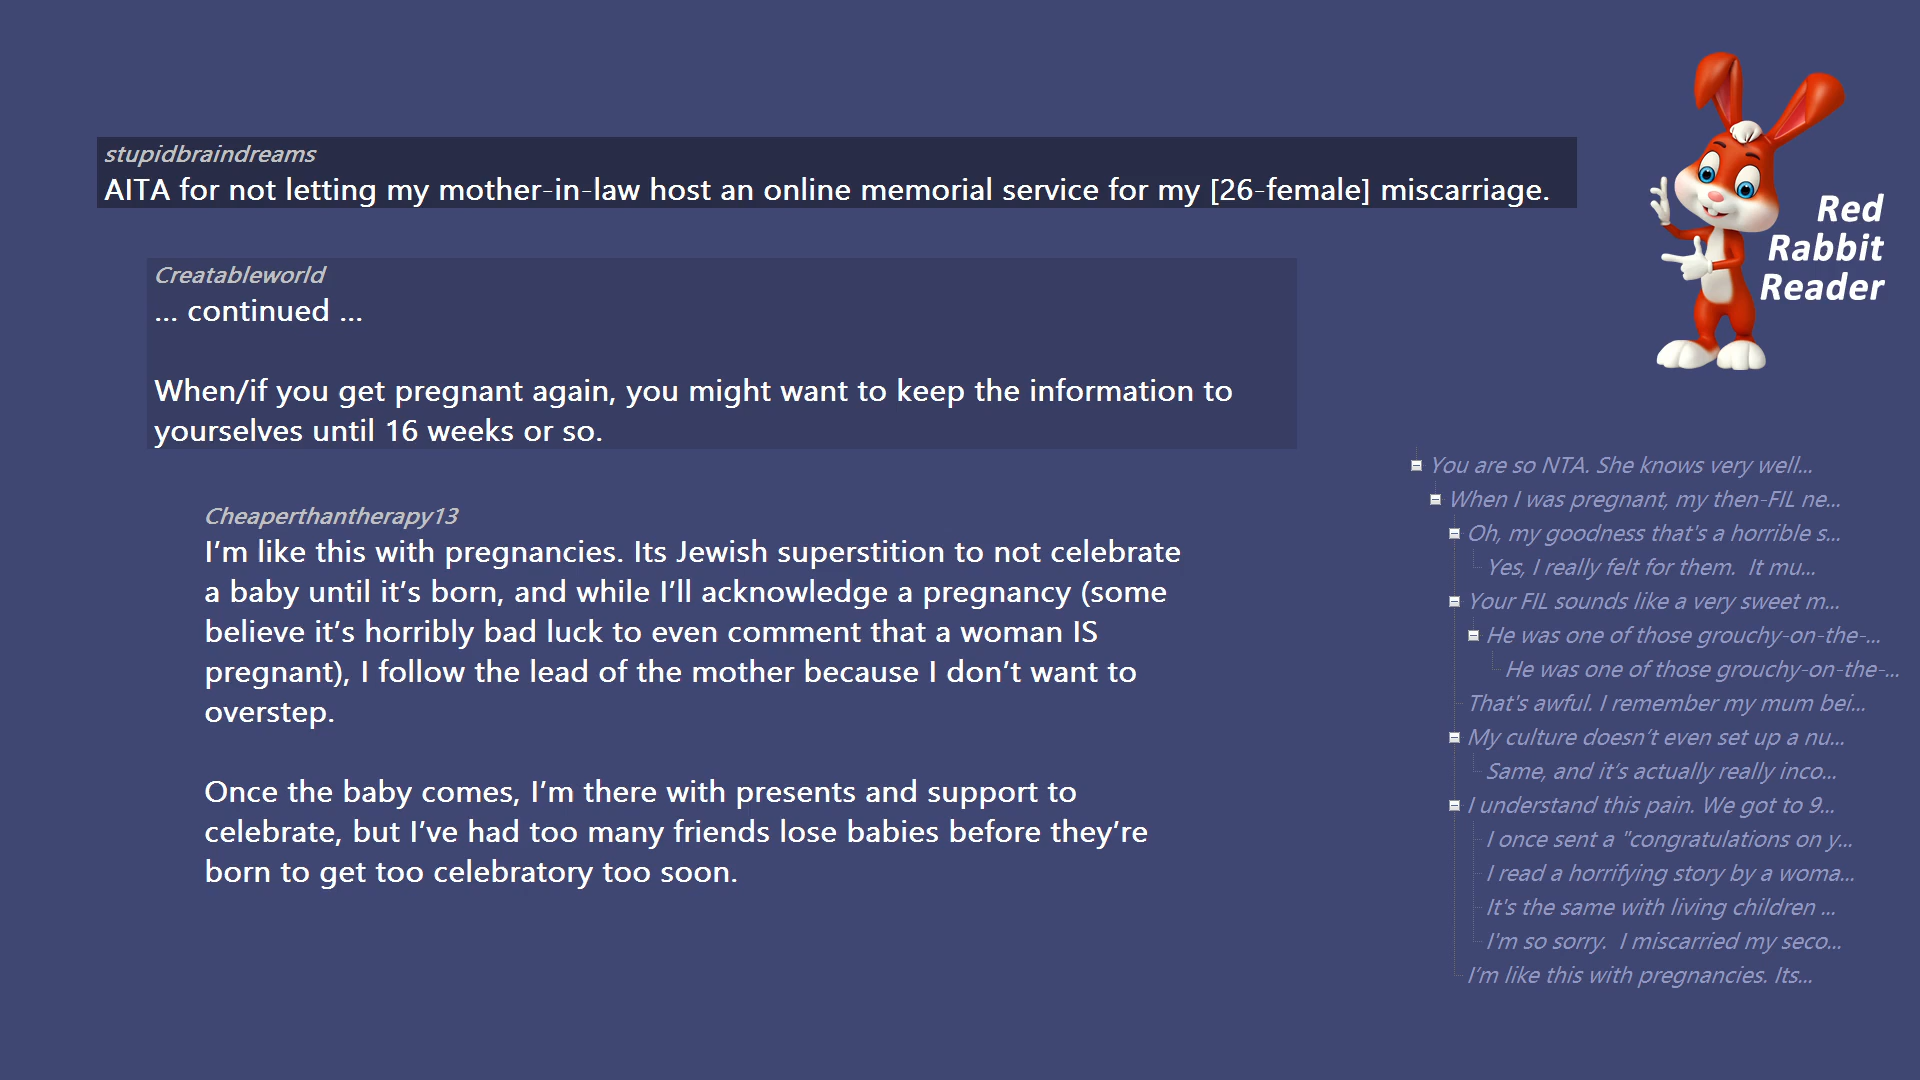 stupidbraindreams
AITA for not letting my mother-in-law host an online memorial service for my [26-female] miscarriage.
Creatableworld
... continued ...
When/if you get pregnant again, you might want to keep the information to
yourselves until 16 weeks or so.
Cheaperthantherapy13
I’m like this with pregnancies. Its Jewish superstition to not celebrate
a baby until it’s born, and while I’ll acknowledge a pregnancy (some
believe it’s horribly bad luck to even comment that a woman IS
pregnant), I follow the lead of the mother because I don’t want to
overstep.
Once the baby comes, I’m there with presents and support to
celebrate, but I’ve had too many friends lose babies before they’re
born to get too celebratory too soon.
Red
Rabbit
Reader
You are so NTA. She knows very well...
When I was pregnant, my then-FIL ne...
Oh, my goodness that's a horrible s...
Yes, I really felt for them.  It mu...
Your FIL sounds like a very sweet m...
He was one of those grouchy-on-the-...
He was one of those grouchy-on-the-...
That's awful. I remember my mum bei...
My culture doesn’t even set up a nu...
Same, and it’s actually really inco...
I understand this pain. We got to 9...
I once sent a "congratulations on y...
I read a horrifying story by a woma...
It's the same with living children ...
I'm so sorry.  I miscarried my seco...
I’m like this with pregnancies. Its...